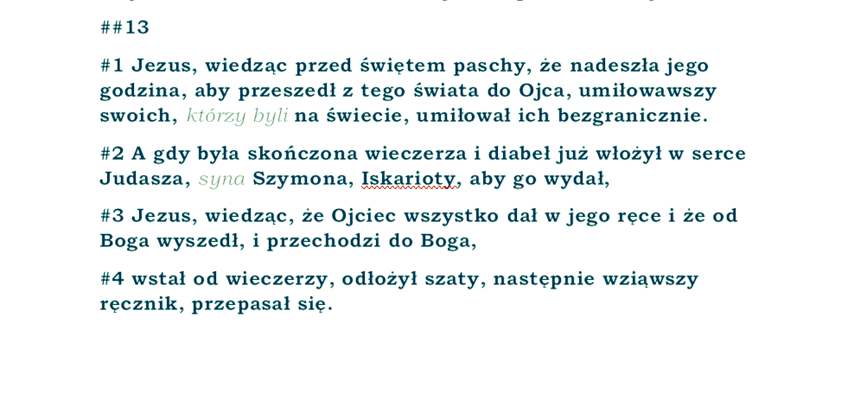 ##13
#1 Jezus, wiedząc przed świętem paschy, że nadeszła jego
godzina, aby przeszedł z tego świata do Ojca, umiłowawszy
swoich, którzy byli na świecie, umiłował ich bezgranicznie.
#2 A gdy była skończona wieczerza i diabeł już włożył w serce
Judasza, syna Szymona, Iskarioty, aby go wydał,
#3 Jezus, wiedząc, że Ojciec wszystko dał w jego ręce i że od
Boga wyszedł, i przechodzi do Boga,
#4 wstał od wieczerzy, odłożył szaty, następnie wziąwszy
ręcznik, przepasał się.